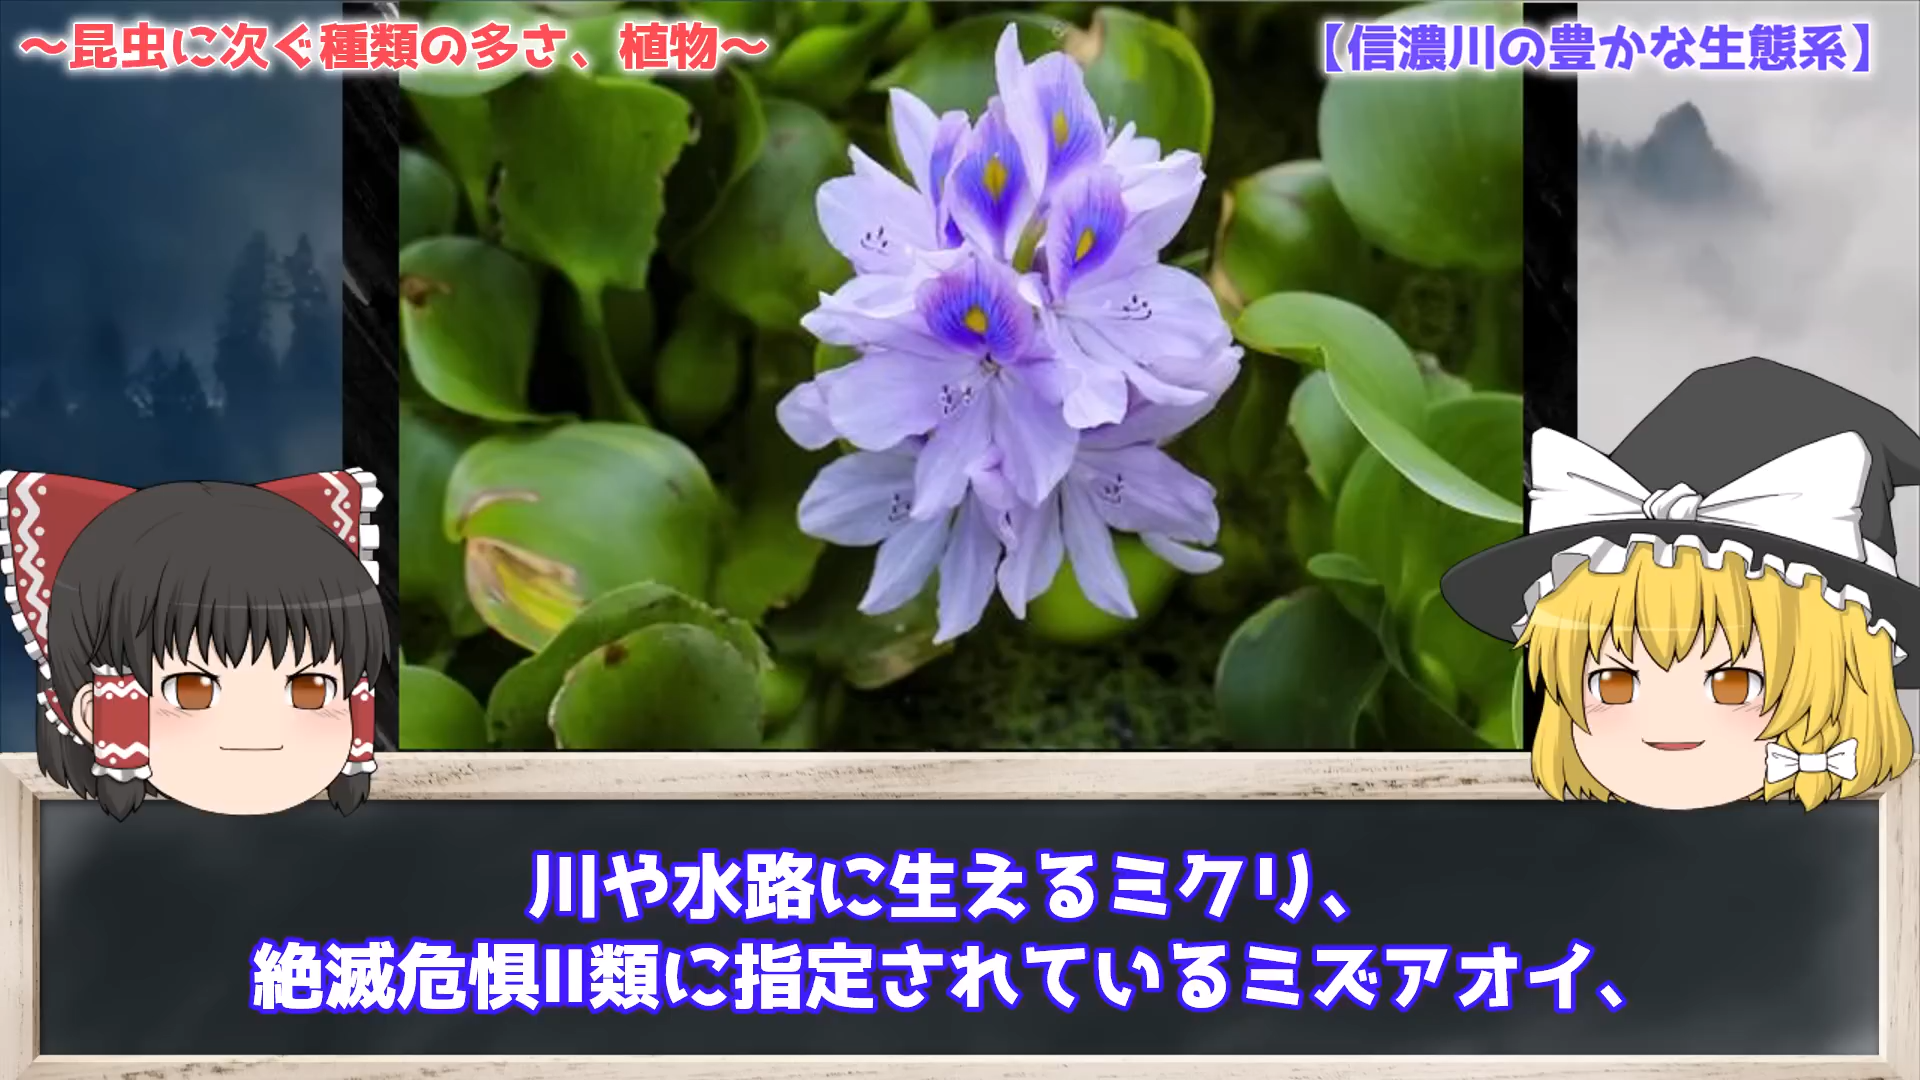 ～昆虫に次ぐ種類の多さ、植物～
【信濃川の豊かな生態系】
川や水路に生えるミクリ、
絶滅危惧II類に指定されているミズアオイ、